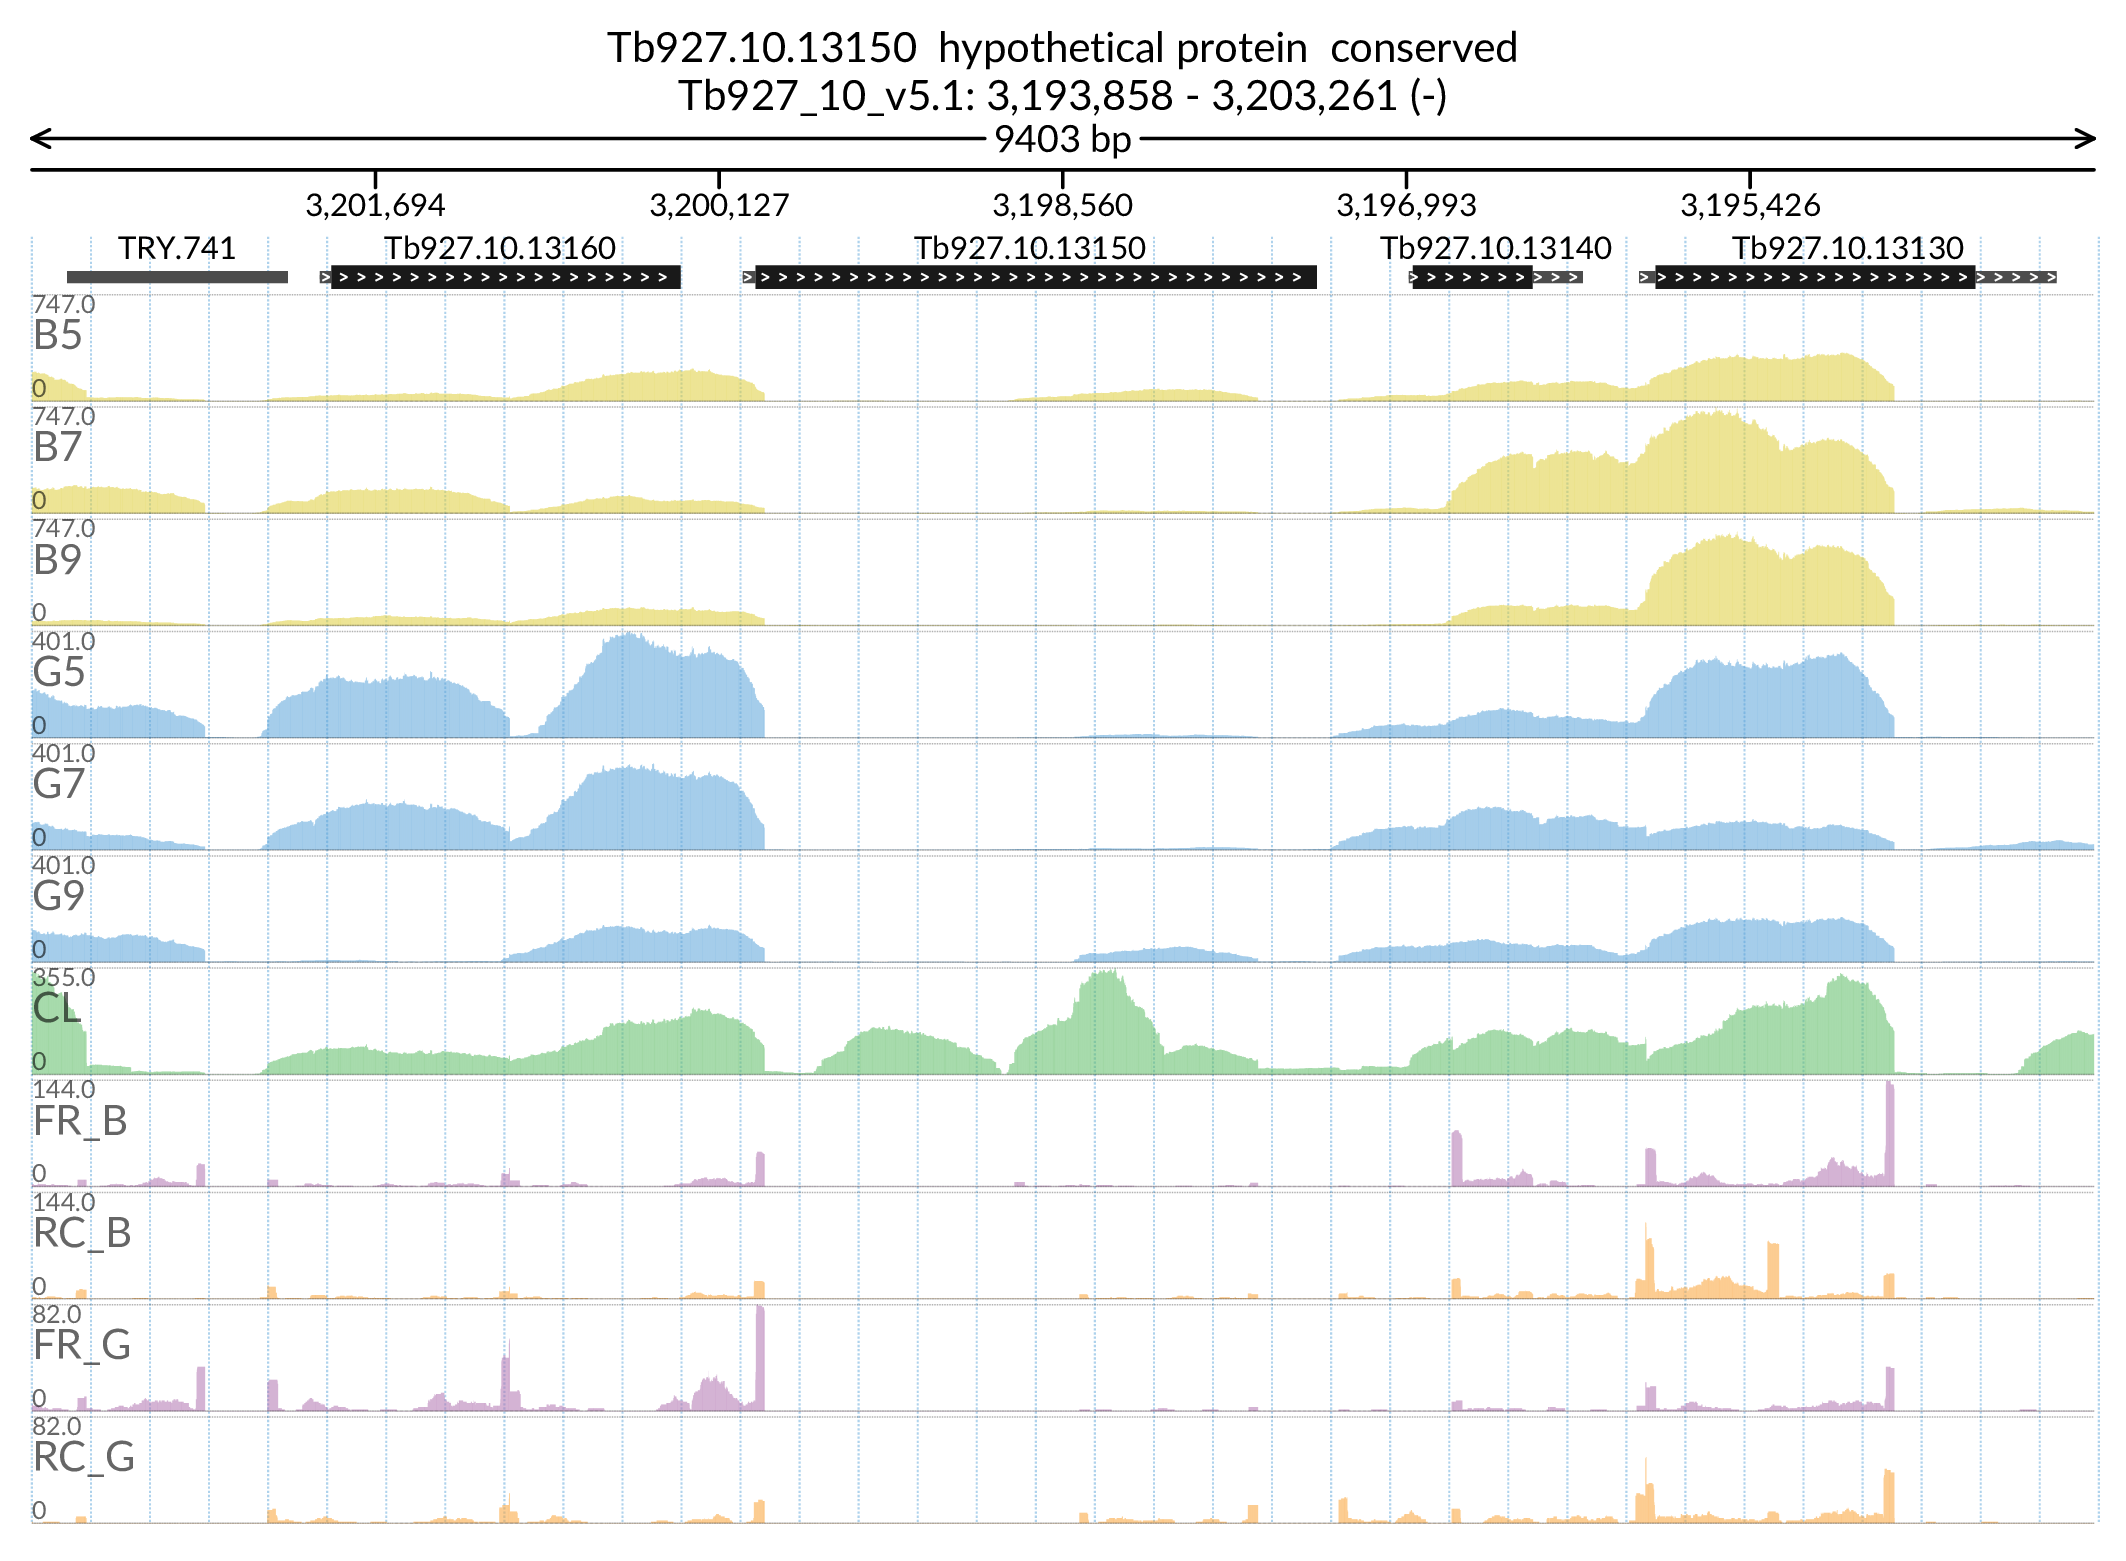 Tb927.10.13150  hypothetical protein  conserved
Tb927_10_v5.1: 3,193,858 - 3,203,261 (-)
9403 bp
3,201,694 3,200,127 3,198,560 3,196,993 3,195,426
TRY.741 Tb927.10.13160 Tb927.10.13150 Tb927.10.13140 Tb927.10.13130
747.0
B5
0
747.0
B7
0
747.0
B9
0
401.0
G5
0
401.0
G7
0
401.0
G9
0
355.0
CL
0
144.0
FR_B
0
144.0
RC_B
0
82.0
FR_G
0
82.0
RC_G
0